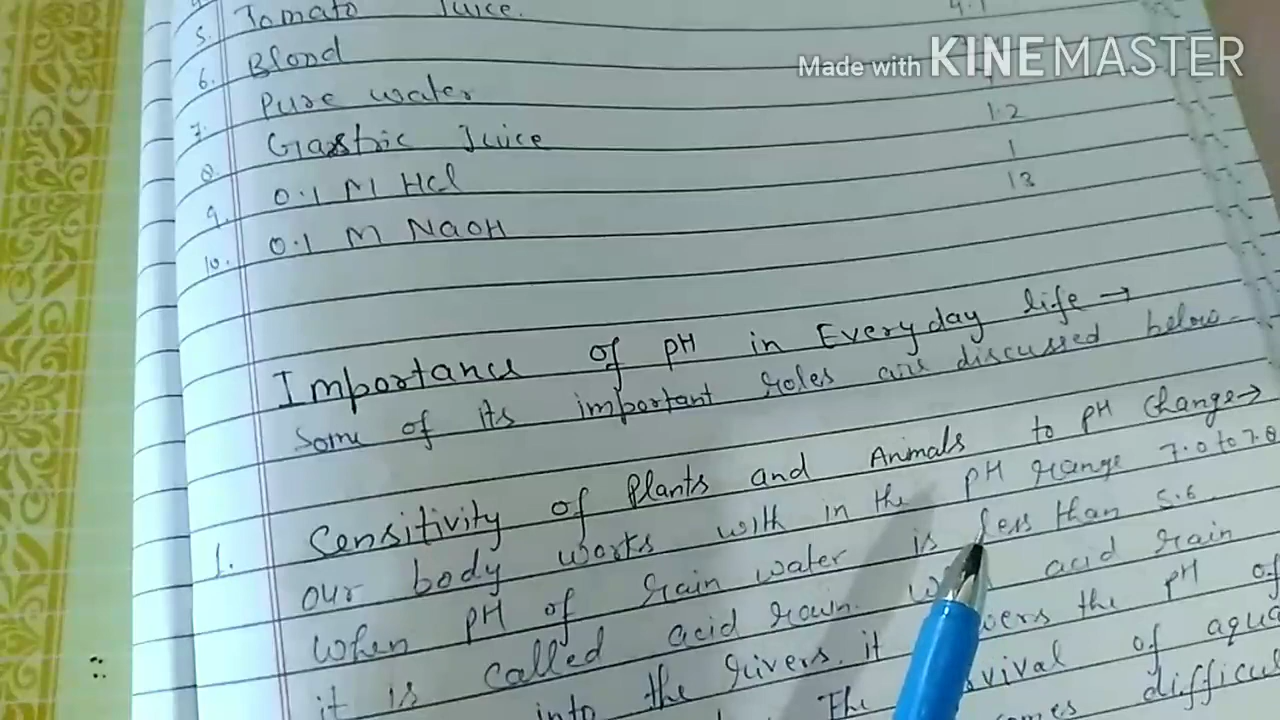 5. Tomato Juice. 4.1
6. Blood
7. Pure water
8. Gastric Juice 1.2
9. 0.1 M HCl 1
10. 0.1 M NaOH 13
Made with KINEMASTER
Importance of pH in Everyday life →
Some of its important roles are discussed below-
1. Sensitivity of Plants and Animals to pH Change→
our body works with in the pH range 7.0 to 7.8
When pH of rain water is less than 5.6
it is called acid rain. acid rain
into the rivers. it the pH of
The of
difficul